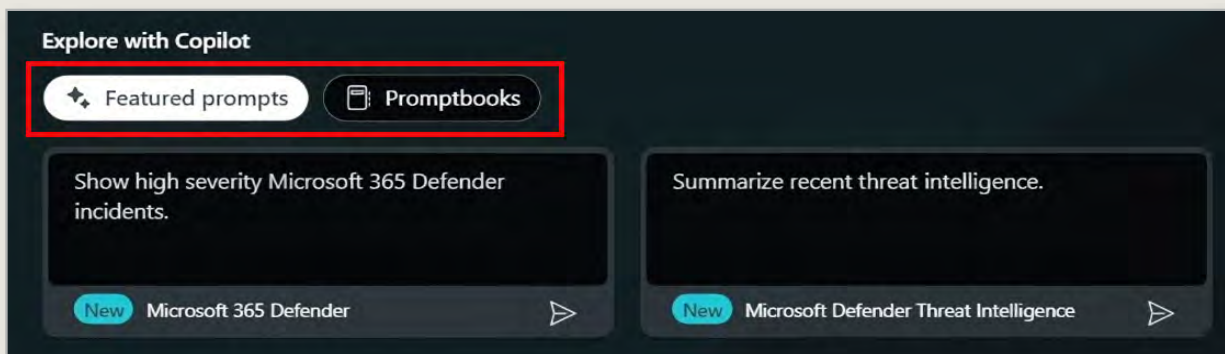 Explore with Copilot
Featured prompts
Promptbooks
Show high severity Microsoft 365 Defender
incidents.
New Microsoft 365 Defender
Summarize recent threat intelligence.
New Microsoft Defender Threat Intelligence